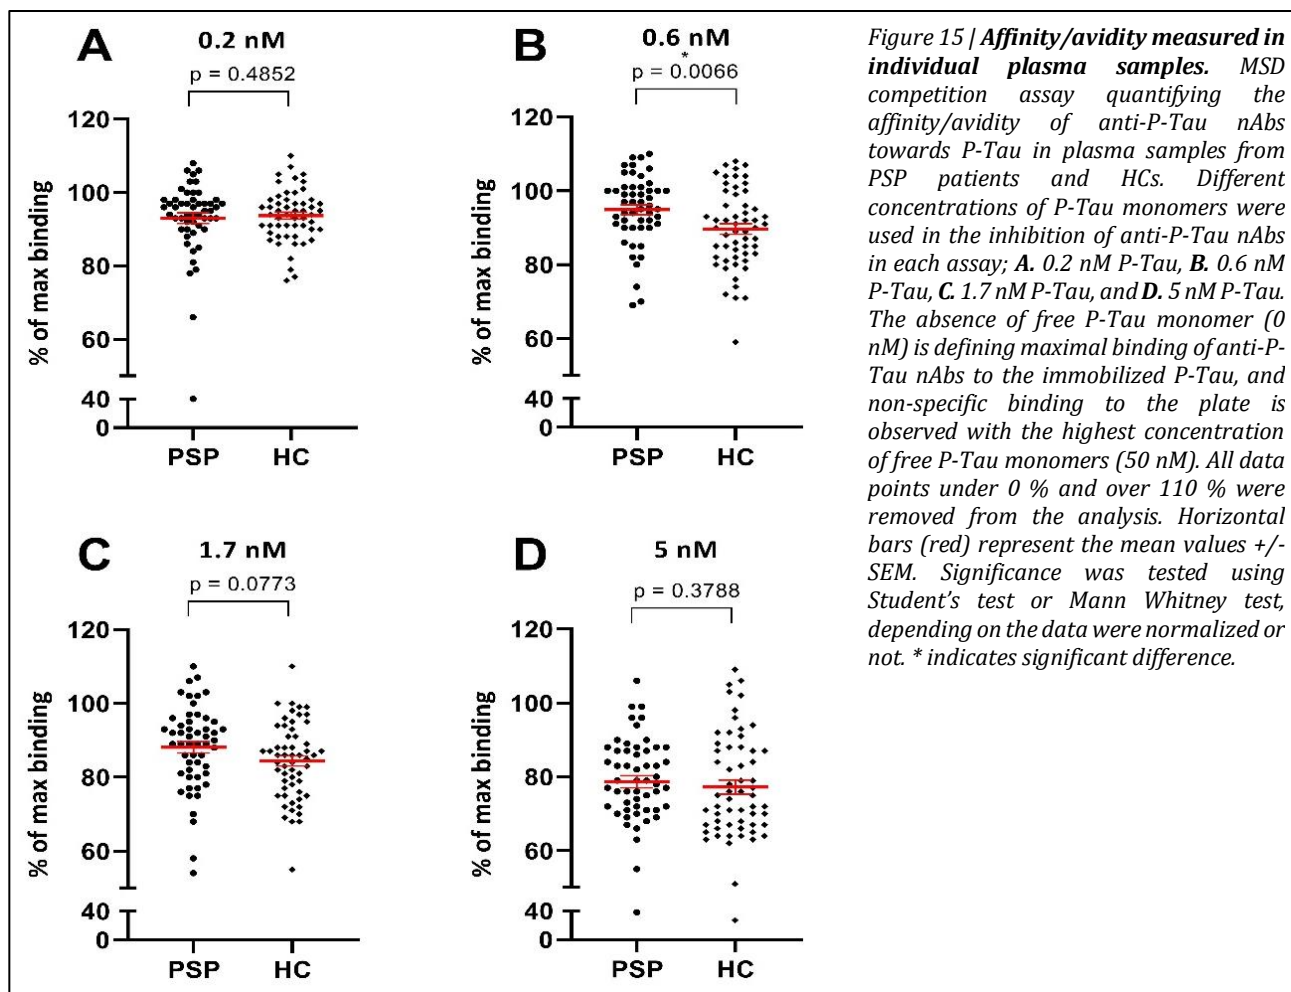 A
0.2 nM
p = 0.4852
% of max binding
120
100
80
60
40
0
PSP
HC
B
0.6 nM
*
p = 0.0066
% of max binding
120
100
80
60
40
0
PSP
HC
C
1.7 nM
p = 0.0773
% of max binding
120
100
80
60
40
0
PSP
HC
D
5 nM
p = 0.3788
% of max binding
120
100
80
60
40
0
PSP
HC
Figure 15 | Affinity/avidity measured in
individual plasma samples. MSD
competition assay quantifying the
affinity/avidity of anti-P-Tau nAbs
towards P-Tau in plasma samples from
PSP patients and HCs. Different
concentrations of P-Tau monomers were
used in the inhibition of anti-P-Tau nAbs
in each assay; A. 0.2 nM P-Tau, B. 0.6 nM
P-Tau, C. 1.7 nM P-Tau, and D. 5 nM P-Tau.
The absence of free P-Tau monomer (0
nM) is defining maximal binding of anti-P-
Tau nAbs to the immobilized P-Tau, and
non-specific binding to the plate is
observed with the highest concentration
of free P-Tau monomers (50 nM). All data
points under 0 % and over 110 % were
removed from the analysis. Horizontal
bars (red) represent the mean values +/-
SEM. Significance was tested using
Student's test or Mann Whitney test,
depending on the data were normalized or
not. * indicates significant difference.